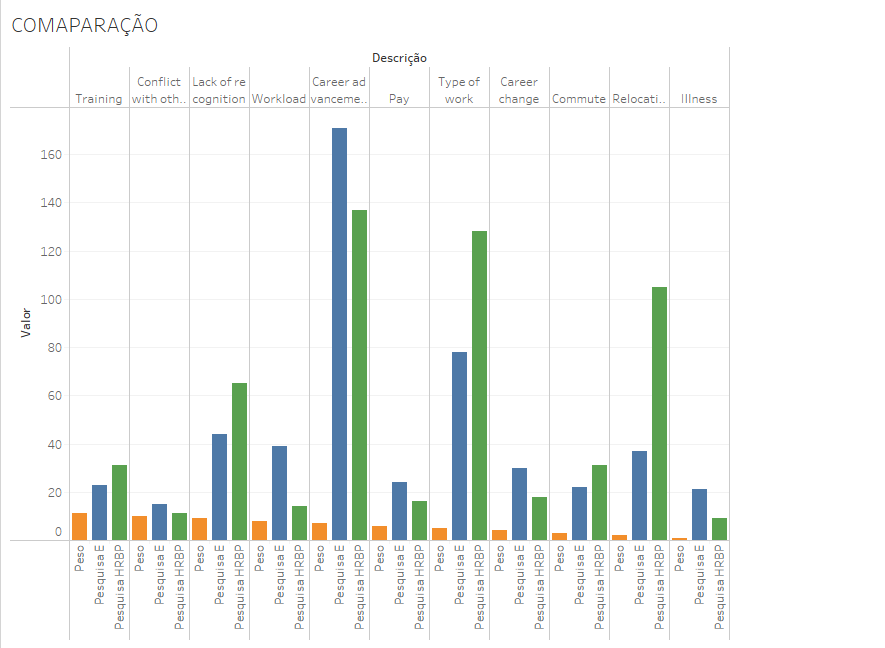 COMAPARAÇÃO
Descrição
Training
Conflict
with oth..
Lack of re
cognition
Workload
Career ad
vanceme..
Pay
Type of
work
Career
change
Commute
Relocati..
Illness
Valor
160
140
120
100
80
60
40
20
0
Peso
Pesquisa E
Pesquisa HRBP
Peso
Pesquisa E
Pesquisa HRBP
Peso
Pesquisa E
Pesquisa HRBP
Peso
Pesquisa E
Pesquisa HRBP
Peso
Pesquisa E
Pesquisa HRBP
Peso
Pesquisa E
Pesquisa HRBP
Peso
Pesquisa E
Pesquisa HRBP
Peso
Pesquisa E
Pesquisa HRBP
Peso
Pesquisa E
Pesquisa HRBP
Peso
Pesquisa E
Pesquisa HRBP
Peso
Pesquisa E
Pesquisa HRBP